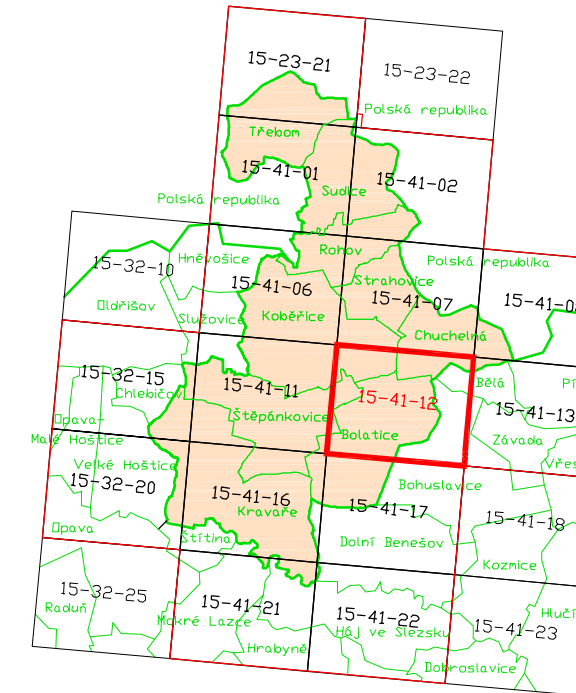 15-23-21
15-23-22
Polská republika
Třebom
15-41-01
Sudice
15-41-02
Polská republika
Rohov
Hněvošice
Polská republika
15-32-10
15-41-06
Strahovice
15-41-07
Oldřišov
Služovice
Kobeřice
Chuchelná
15-32-15
Chlebičov
15-41-11
15-41-12
Bělá
Štěpánkovice
15-41-13
Opava-
Malé Hoštice
Bolatice
Závada
Velké Hoštice
15-32-20
15-41-16
Bohuslavice
Kravaře
15-41-17
15-41-18
Opava
Štítina
Dolní Benešov
Kozmice
15-32-25
Raduň
15-41-21
Mokré Lazce
15-41-22
Háj ve Slezsku
15-41-23
Hrabyně
Dobroslavice